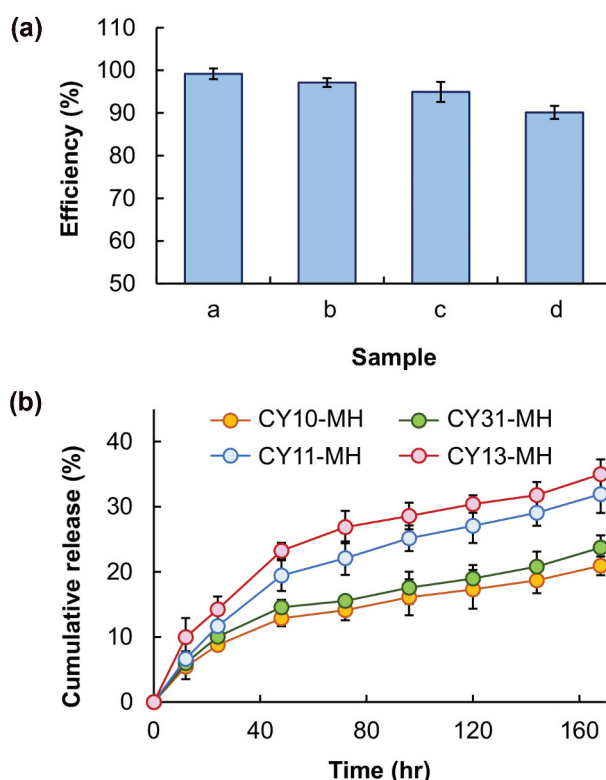 (a)
Efficiency (%)
110
100
90
80
70
60
50
a b c d
Sample
(b)
Cumulative release (%)
CY10-MH CY31-MH
CY11-MH CY13-MH
40
30
20
10
0
0 40 80 120 160
Time (hr)